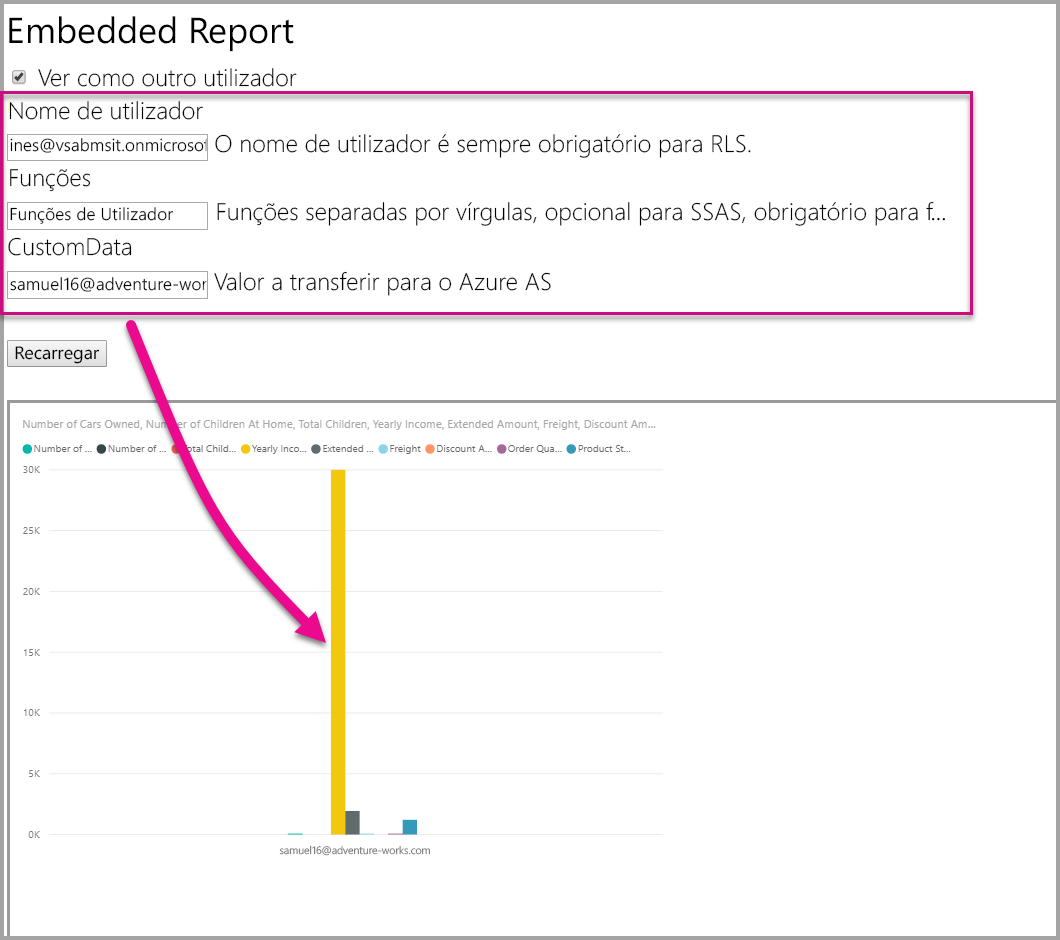 Embedded Report
Ver como outro utilizador
Nome de utilizador
ines@vsabmsit.onmicrosof O nome de utilizador é sempre obrigatório para RLS.
Funções
Funções de Utilizador Funções separadas por vírgulas, opcional para SSAS, obrigatório para f...
CustomData
samuel16@adventure-wor Valor a transferir para o Azure AS
Recarregar
Number of Cars Owned, Number of Children At Home, Total Children, Yearly Income, Extended Amount, Freight, Discount Am...
Number of ... Number of ... Total Child... Yearly Inco... Extended ... Freight Discount A... Order Qua... Product St...
30K
25K
20K
15K
10K
5K
0K
samuel16@adventure-works.com